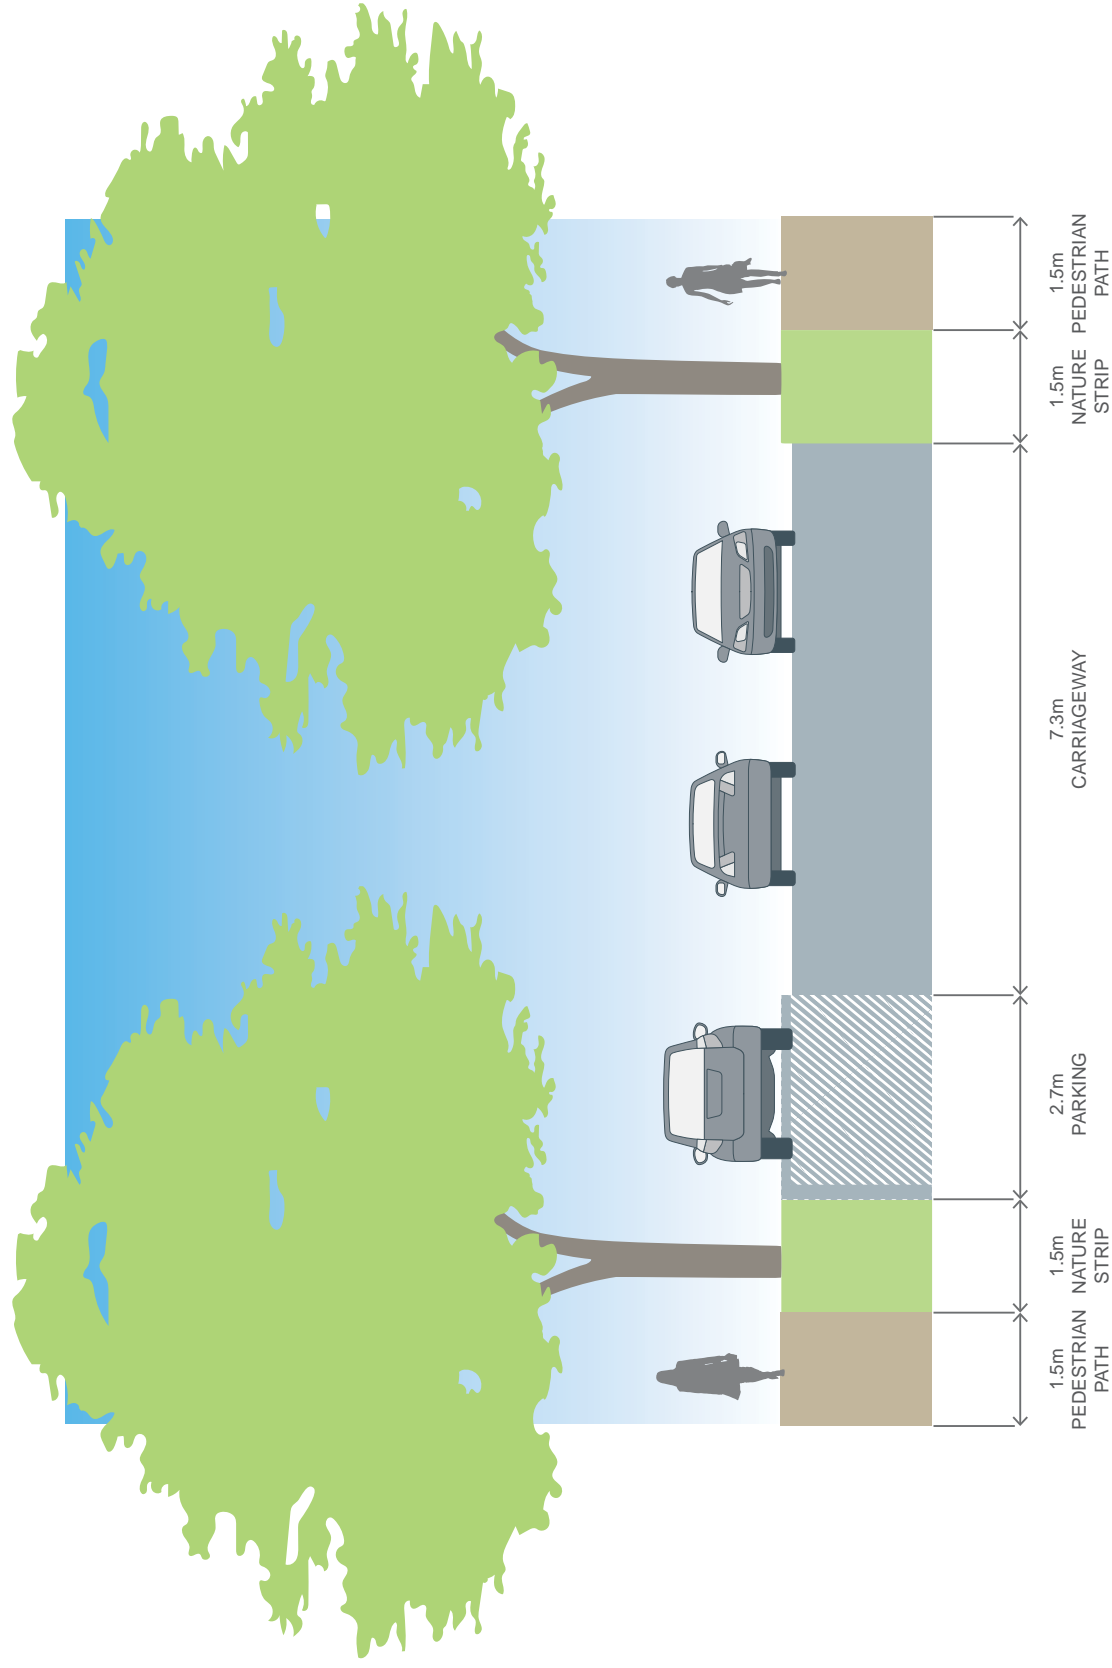 1.5m
PEDESTRIAN
PATH
1.5m
NATURE
STRIP
2.7m
PARKING
7.3m
CARRIAGEWAY
1.5m
NATURE
STRIP
1.5m
PEDESTRIAN
PATH